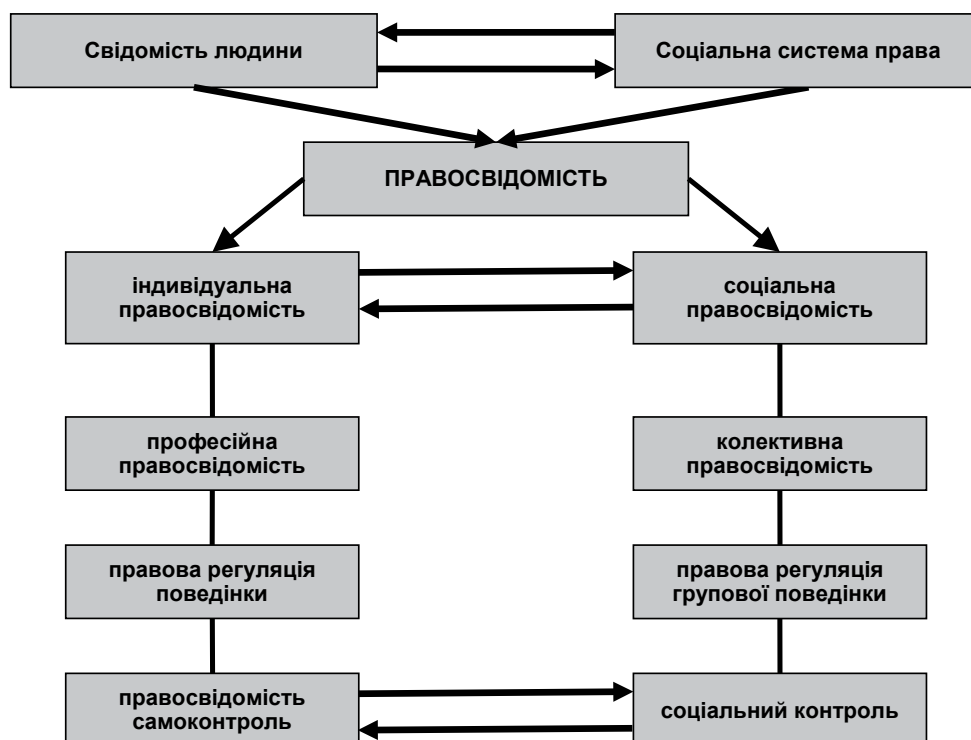 Свідомість людини
Соціальна система права
ПРАВОСВІДОМІСТЬ
індивідуальна
правосвідомість
соціальна
правосвідомість
професійна
правосвідомість
колективна
правосвідомість
правова регуляція
поведінки
правова регуляція
групової поведінки
правосвідомість
самоконтроль
соціальний контроль